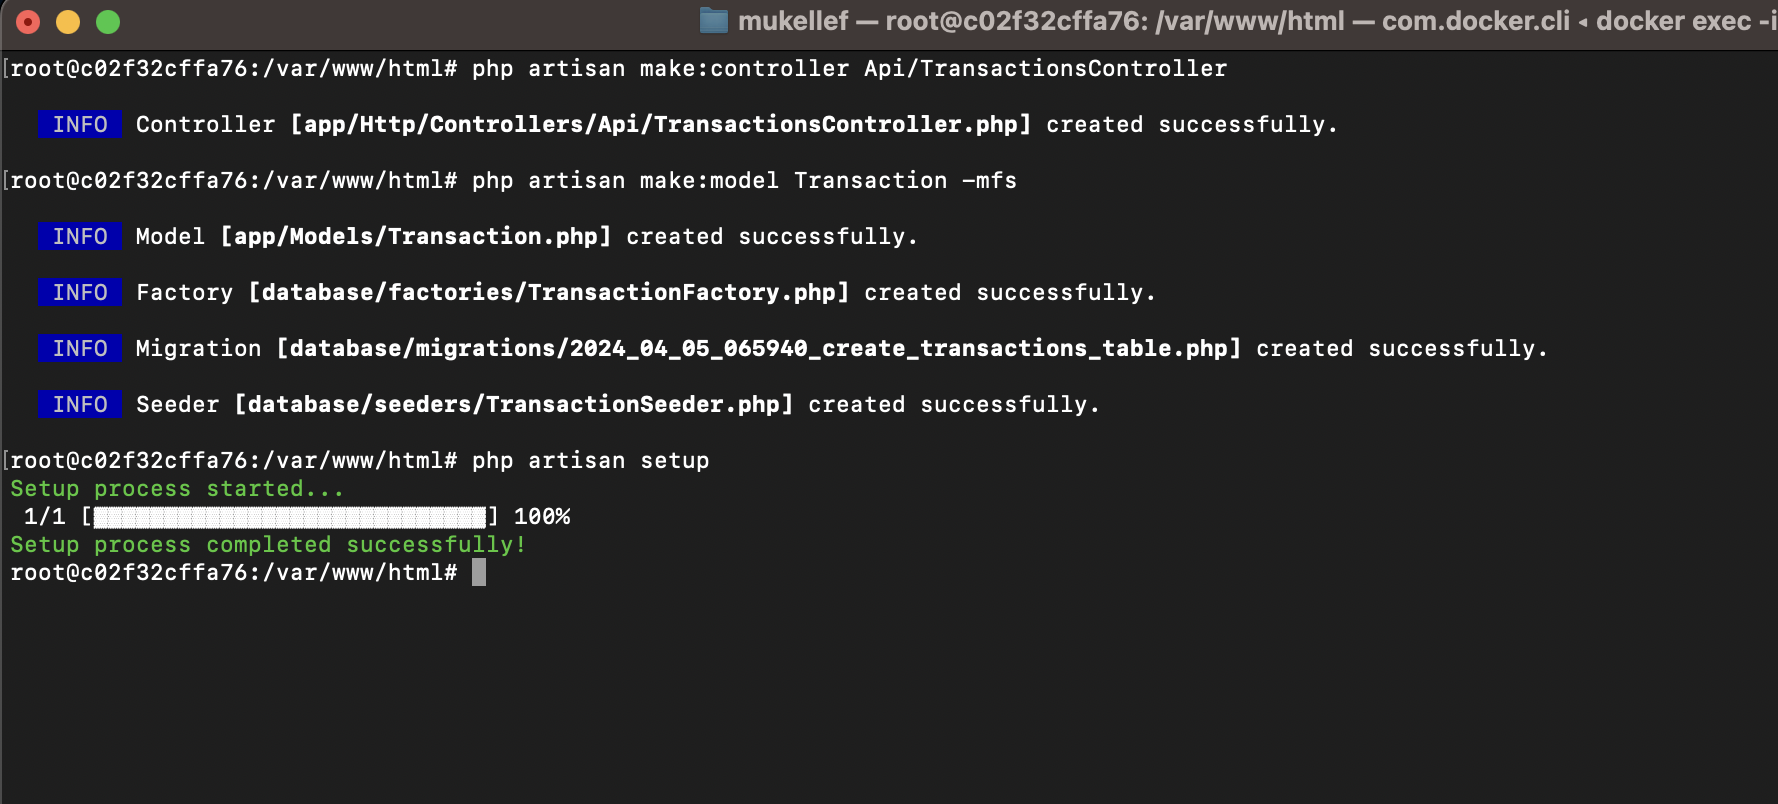 mukellef — root@c02f32cffa76: /var/www/html — com.docker.cli ◂ docker exec -i
[root@c02f32cffa76:/var/www/html# php artisan make:controller Api/TransactionsController
INFO Controller [app/Http/Controllers/Api/TransactionsController.php] created successfully.
[root@c02f32cffa76:/var/www/html# php artisan make:model Transaction -mfs
INFO Model [app/Models/Transaction.php] created successfully.
INFO Factory [database/factories/TransactionFactory.php] created successfully.
INFO Migration [database/migrations/2024_04_05_065940_create_transactions_table.php] created successfully.
INFO Seeder [database/seeders/TransactionSeeder.php] created successfully.
[root@c02f32cffa76:/var/www/html# php artisan setup
Setup process started...
1/1 [▓▓▓▓▓▓▓▓▓▓▓▓▓▓▓▓▓▓▓▓▓▓▓▓▓▓▓▓] 100%
Setup process completed successfully!
root@c02f32cffa76:/var/www/html#